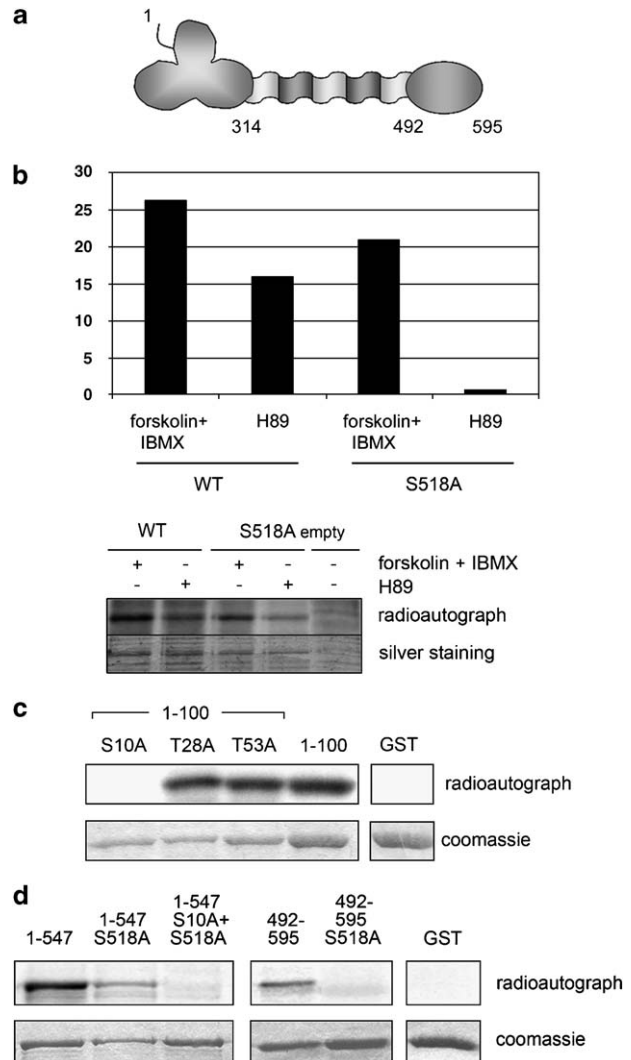 a
1
314 492 595
b
30
25
20
15
10
5
0
forskolin+ IBMX H89 forskolin+ IBMX H89
WT S518A
WT S518A empty
+ - + - - forskolin + IBMX
- + - + - H89
radioautograph
silver staining
c
1-100
S10A T28A T53A 1-100 GST
radioautograph
coomassie
d
1-547 1-547 S518A 1-547 S10A+ S518A 492-595 492-595 S518A GST
radioautograph
coomassie